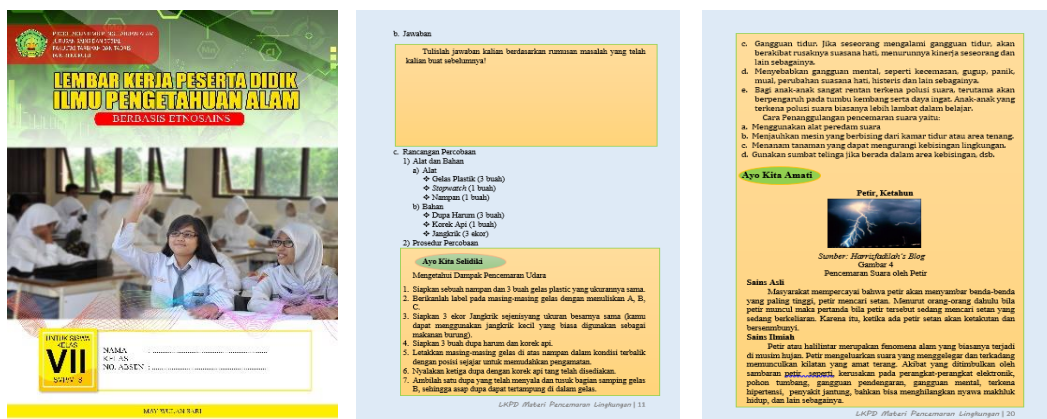 LEMBAR KERJA PESERTA DIDIK
ILMU PENGETAHUAN ALAM
BERBASIS ETNOSAINS
UNTUK SISWA
KELAS
VII
SMP/MTS
NAMA :
KELAS :
NO. ABSEN :
MAY WULAN SARI
b. Jawaban
Tulislah jawaban kalian berdasarkan rumusan masalah yang telah
kalian buat sebelumnya!
c. Rancangan Percobaan
1) Alat dan Bahan
a) Alat
❖ Gelas Plastik (3 buah)
❖ Stopwatch (1 buah)
❖ Nampan (1 buah)
b) Bahan
❖ Dupa Harum (3 buah)
❖ Korek Api (1 buah)
❖ Jangkrik (3 ekor)
2) Prosedur Percobaan
Ayo Kita Selidiki
Mengetahui Dampak Pencemaran Udara
1. Siapkan sebuah nampan dan 3 buah gelas plastic yang ukurannya sama.
2. Berikanlah label pada masing-masing gelas dengan menuliskan A, B,
C.
3. Siapkan 3 ekor Jangkrik sejenisyang ukuran besarnya sama (kamu
dapat menggunakan jangkrik kecil yang biasa digunakan sebagai
makanan burung).
4. Siapkan 3 buah dupa harum dan korek api.
5. Letakkan masing-masing gelas di atas nampan dalam kondisi terbalik
dengan posisi sejajar untuk memudahkan pengamatan.
6. Nyalakan ketiga dupa dengan korek api yang telah disediakan.
7. Ambilah satu dupa yang telah menyala dan tusuk bagian samping gelas
B, sehingga asap dupa dapat tertampung di dalam gelas.
LKPD Materi Pencemaran Lingkungan | 11
c. Gangguan tidur. Jika seseorang mengalami gangguan tidur, akan
berakibat rusaknya suasana hati, menurunnya kinerja seseorang dan
lain sebagainya.
d. Menyebabkan gangguan mental, seperti kecemasan, gugup, panik,
mual, perubahan suasana hati, histeris dan lain sebagainya.
e. Bagi anak-anak sangat rentan terkena polusi suara, terutama akan
berpengaruh pada tumbu kembang serta daya ingat. Anak-anak yang
terkena polusi suara biasanya lebih lambat dalam belajar.
Cara Penanggulangan pencemaran suara yaitu:
a. Menggunakan alat peredam suara
b. Menjauhkan mesin yang berbising dari kamar tidur atau area tenang.
c. Menanam tanaman yang dapat mengurangi kebisingan lingkungan.
d. Gunakan sumbat telinga jika berada dalam area kebisingan, dsb.
Ayo Kita Amati
Petir, Ketahun
Sumber: Harrizfadilah's Blog
Gambar 4
Pencemaran Suara oleh Petir
Sains Asli
Masyarakat mempercayai bahwa petir akan menyambar benda-benda
yang paling tinggi, petir mencari setan. Menurut orang-orang dahulu bila
petir muncul maka pertanda bila petir tersebut sedang mencari setan yang
sedang berkeliaran. Karena itu, ketika ada petir setan akan ketakutan dan
bersembunyi.
Sains Ilmiah
Petir atau halilintar merupakan fenomena alam yang biasanya terjadi
di musim hujan. Petir mengeluarkan suara yang menggelegar dan terkadang
memunculkan kilatan yang amat terang. Akibat yang ditimbulkan oleh
sambaran petir seperti, kerusakan pada perangkat-perangkat elektronik,
pohon tumbang, gangguan pendengaran, gangguan mental, terkena
hipertensi, penyakit jantung, bahkan bisa menghilangkan nyawa makhluk
hidup, dan lain sebagainya.
LKPD Materi Pencemaran Lingkungan | 20